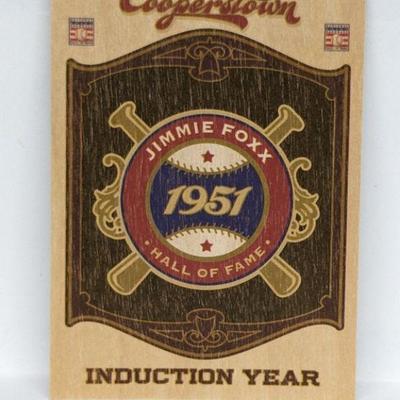 Cooperstown
JIMMIE FOXX
1951
• HALL OF FAME •
INDUCTION YEAR